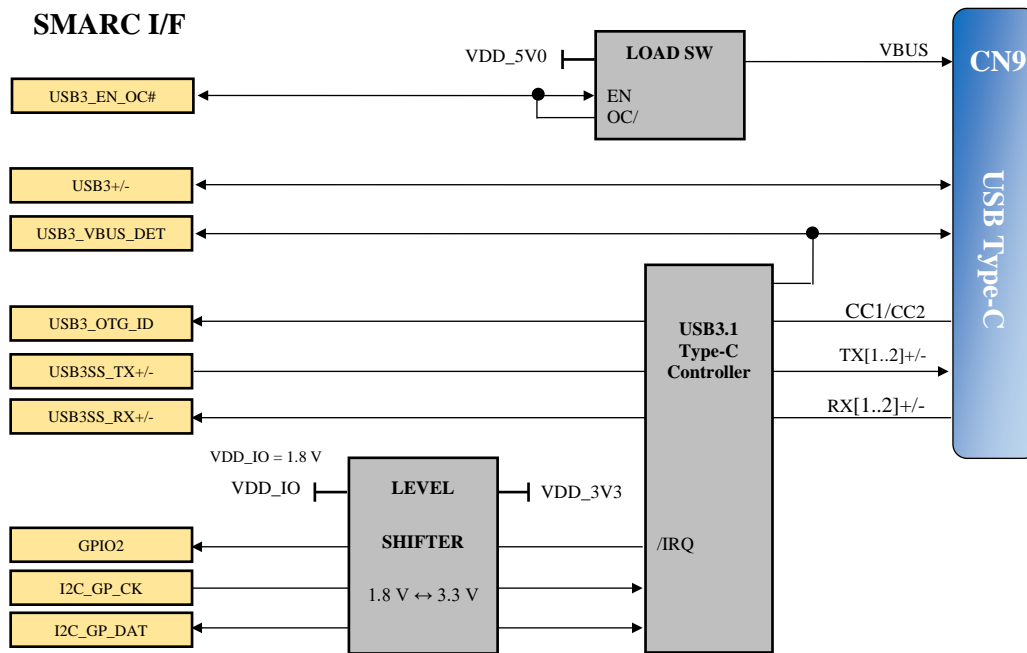 SMARC I/F
VDD_5V0
LOAD SW
VBUS
CN9
USB3_EN_OC#
EN
OC/
USB3+/-
USB Type-C
USB3_VBUS_DET
USB3_OTG_ID
USB3.1
Type-C
Controller
CC1/CC2
USB3SS_TX+/-
TX[1..2]+/-
USB3SS_RX+/-
RX[1..2]+/-
VDD_IO = 1.8 V
VDD_IO
LEVEL
SHIFTER
1.8 V ↔ 3.3 V
VDD_3V3
GPIO2
/IRQ
I2C_GP_CK
I2C_GP_DAT